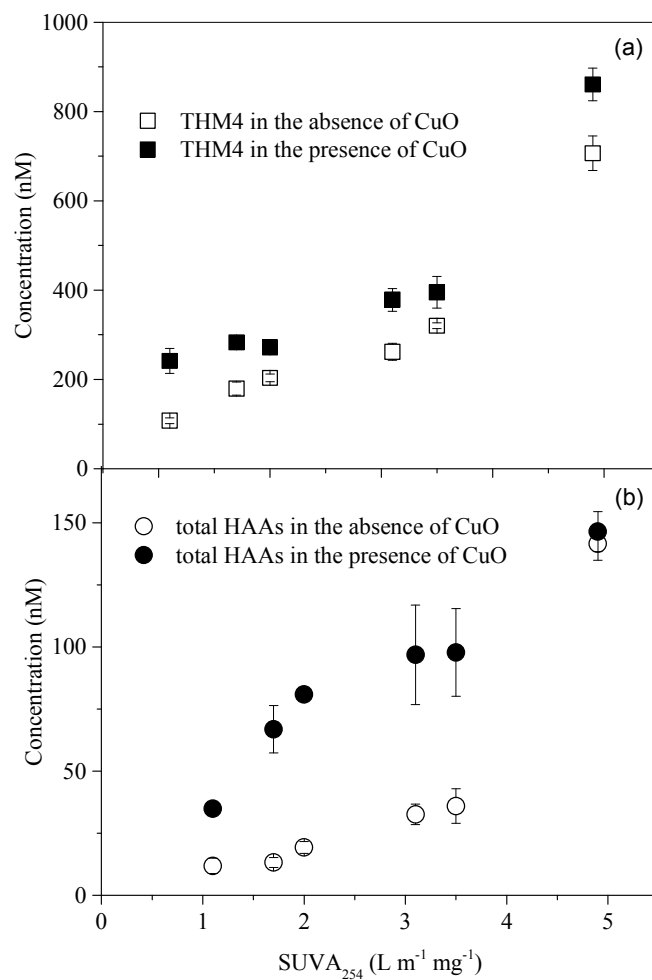 1000
(a)
800
THM4 in the absence of CuO
THM4 in the presence of CuO
600
400
200
0
Concentration (nM)
(b)
150
total HAAs in the absence of CuO
total HAAs in the presence of CuO
100
50
0
Concentration (nM)
0 1 2 3 4 5
SUVA254 (L m-1 mg-1)